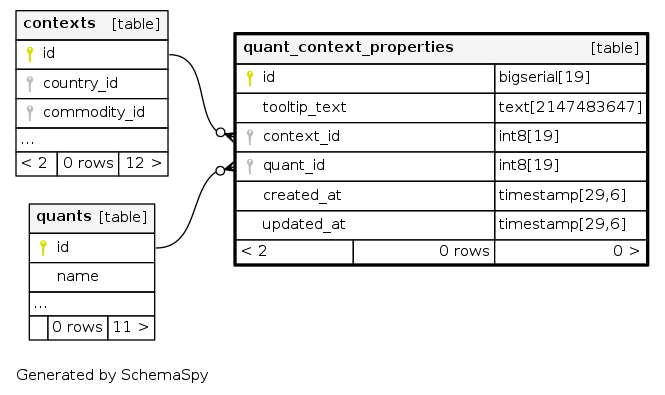 contexts [table]
id
country_id
commodity_id
...
< 2 0 rows 12 >
quant_context_properties [table]
id bigserial[19]
tooltip_text text[2147483647]
context_id int8[19]
quant_id int8[19]
created_at timestamp[29,6]
updated_at timestamp[29,6]
< 2 0 rows 0 >
quants [table]
id
name
...
0 rows 11 >
Generated by SchemaSpy